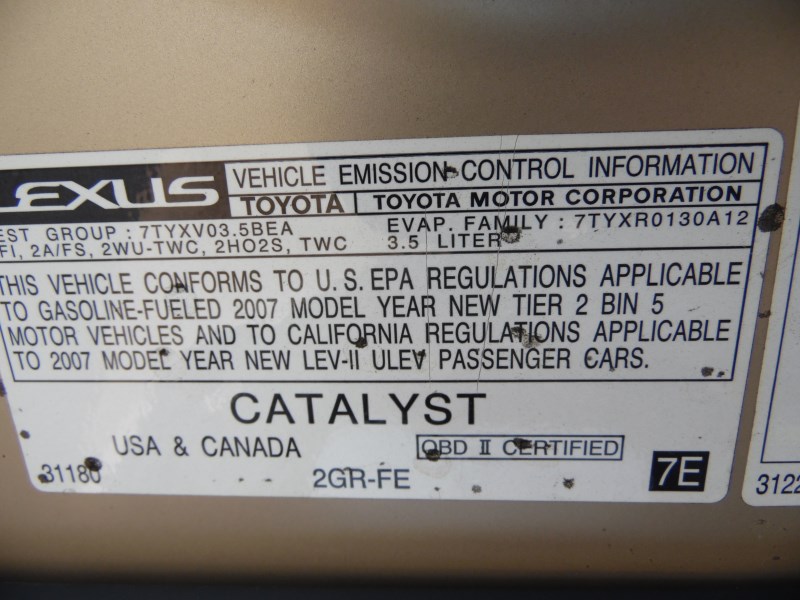 LEXUS
VEHICLE EMISSION CONTROL INFORMATION
TOYOTA TOYOTA MOTOR CORPORATION
EST GROUP : 7TYXV03.5BEA EVAP. FAMILY : 7TYXR0130A12
FI, 2A/FS, 2WU-TWC, 2HO2S, TWC 3.5 LITER
THIS VEHICLE CONFORMS TO U.S. EPA REGULATIONS APPLICABLE
TO GASOLINE-FUELED 2007 MODEL YEAR NEW TIER 2 BIN 5
MOTOR VEHICLES AND TO CALIFORNIA REGULATIONS APPLICABLE
TO 2007 MODEL YEAR NEW LEV-II ULEV PASSENGER CARS.
CATALYST
USA & CANADA OBD II CERTIFIED
31180 2GR-FE 7E
3122